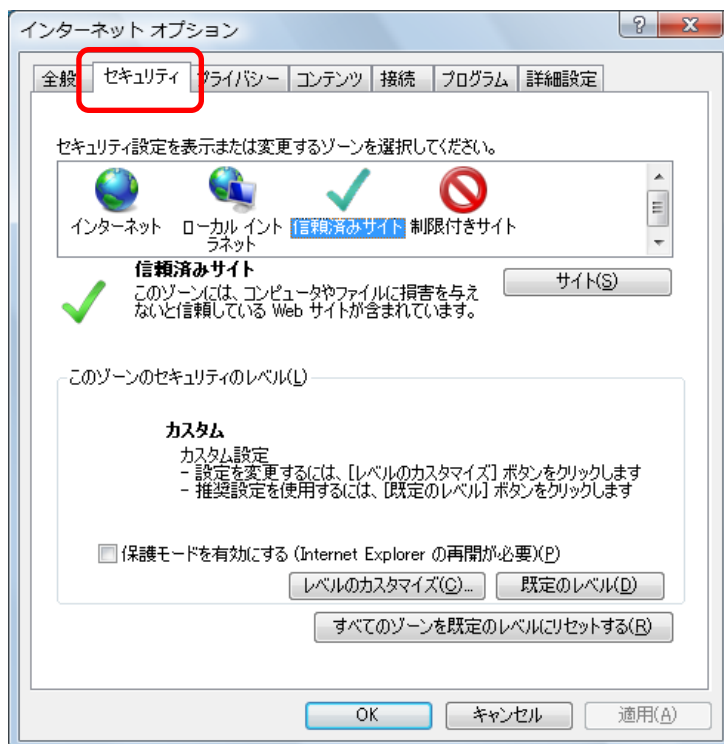 インターネット オプション
全般 セキュリティ プライバシー コンテンツ 接続 プログラム 詳細設定
セキュリティ設定を表示または変更するゾーンを選択してください。
インターネット ローカル イントラネット 信頼済みサイト 制限付きサイト
信頼済みサイト
このゾーンには、コンピュータやファイルに損害を与え
ないと信頼している Web サイトが含まれています。
サイト(S)
このゾーンのセキュリティのレベル(L)
カスタム
カスタム設定
- 設定を変更するには、[レベルのカスタマイズ] ボタンをクリックします
- 推奨設定を使用するには、[既定のレベル] ボタンをクリックします
保護モードを有効にする (Internet Explorer の再開が必要)(P)
レベルのカスタマイズ(C)... 既定のレベル(D)
すべてのゾーンを既定のレベルにリセットする(R)
OK キャンセル 適用(A)